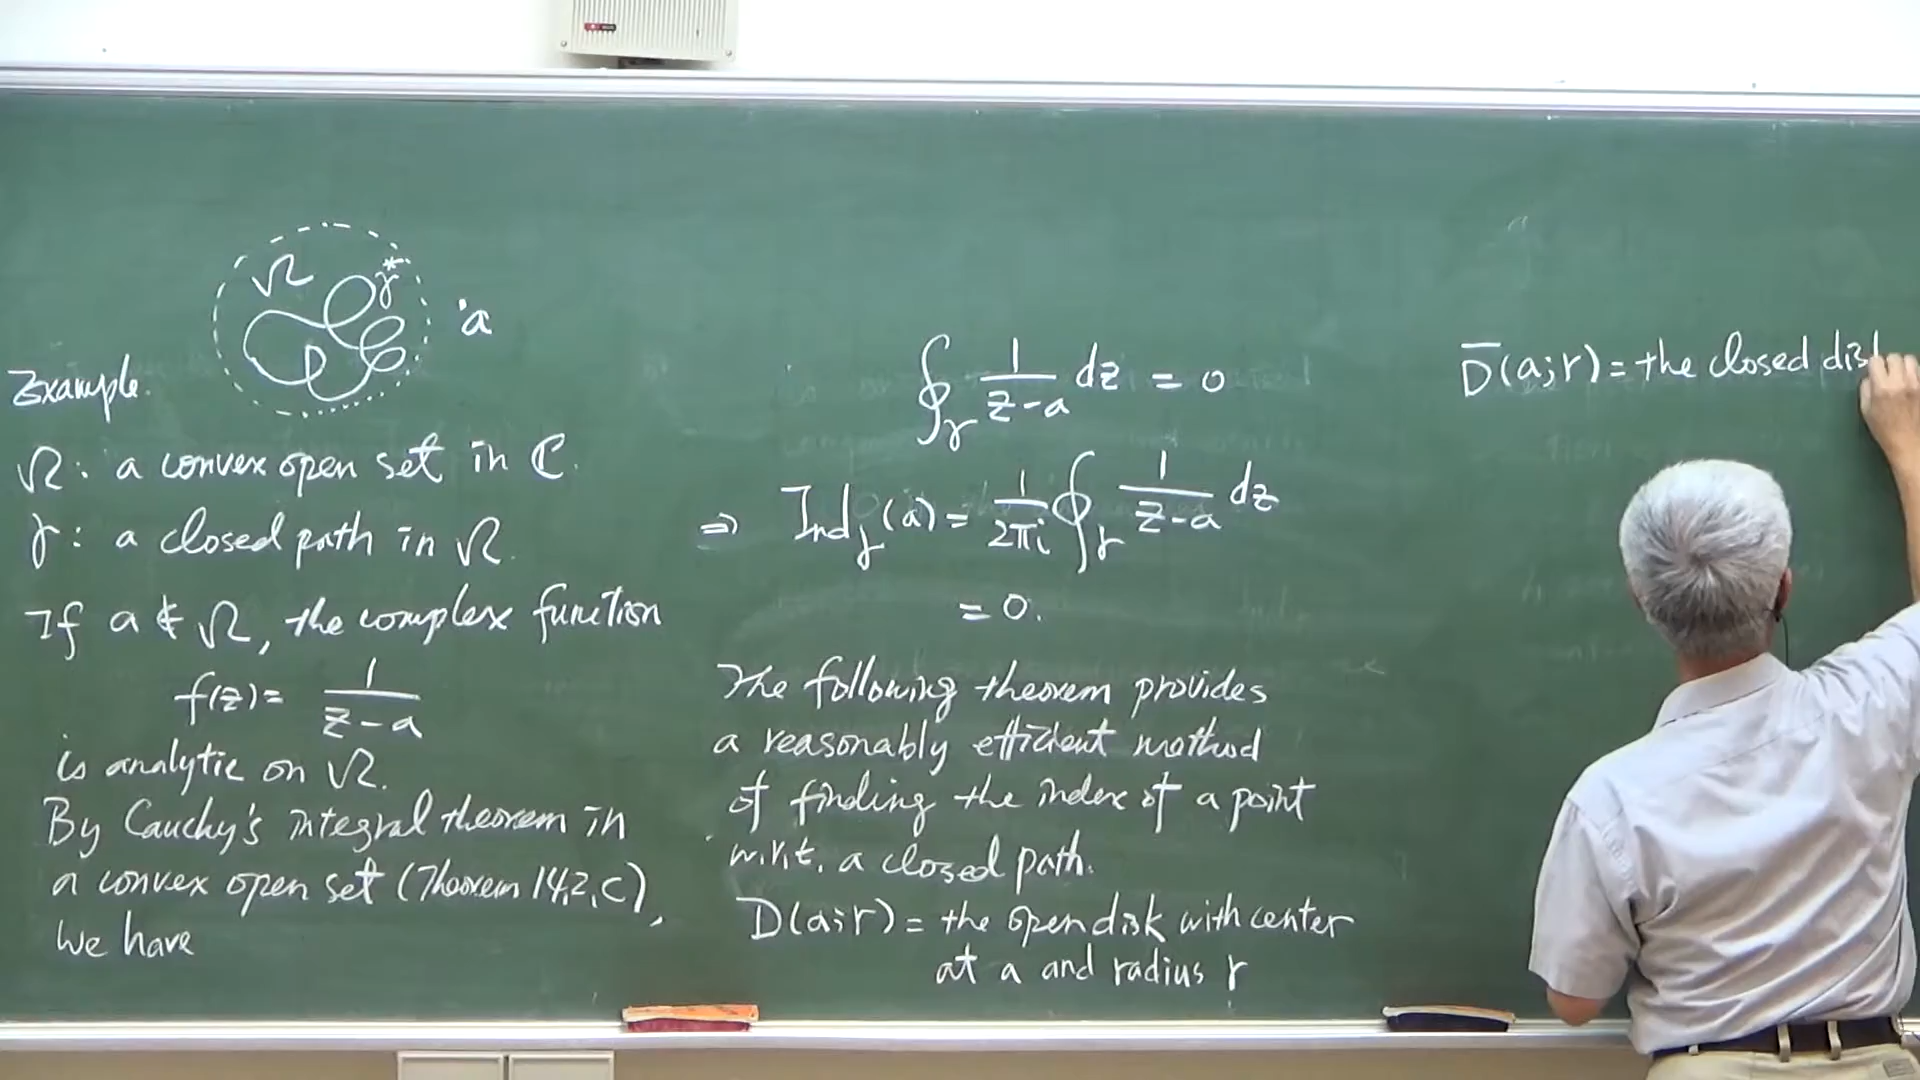 Ω γ*
a
Example.
Ω: a convex open set in ℂ.
γ: a closed path in Ω.
If a ∉ Ω, the complex function
f(z) = 1/(z-a)
is analytic on Ω.
By Cauchy's integral theorem in
a convex open set (Theorem 14.2.C),
we have
∮_γ 1/(z-a) dz = 0
⇒ Ind_γ(a) = 1/(2πi) ∮_γ 1/(z-a) dz
= 0.
The following theorem provides
a reasonably efficient method
of finding the index of a point
w.r.t. a closed path.
D(a;r) = the open disk with center
at a and radius r
D̅(a;r) = the closed dis